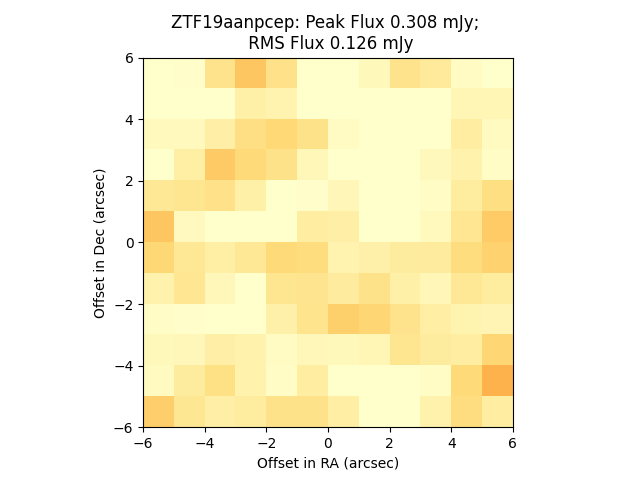 ZTF19aanpcep: Peak Flux 0.308 mJy;
RMS Flux 0.126 mJy
6
4
2
0
−2
−4
−6
Offset in Dec (arcsec)
−6 −4 −2 0 2 4 6
Offset in RA (arcsec)